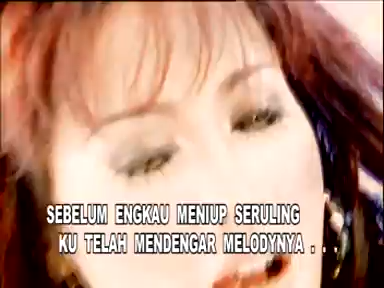 SEBELUM ENGKAU MENIUP SERULING
KU TELAH MENDENGAR MELODYNYA . . .